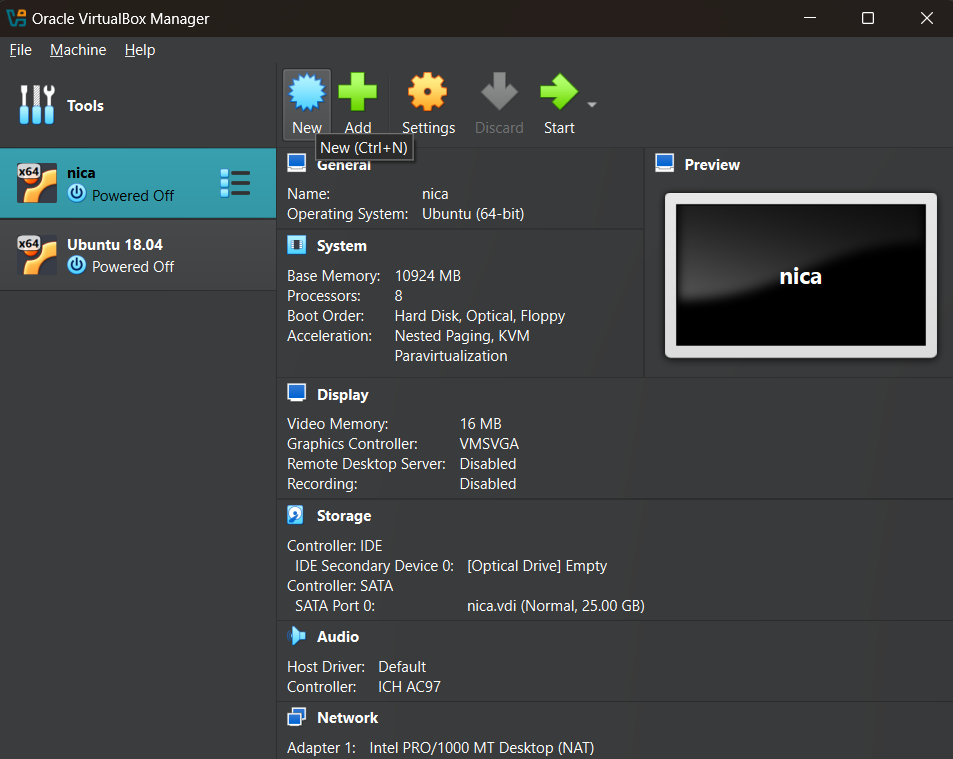 Oracle VirtualBox Manager
File Machine Help
Tools
New Add Settings Discard Start
New (Ctrl+N)
x64 nica
Powered Off
x64 Ubuntu 18.04
Powered Off
General
Name: nica
Operating System: Ubuntu (64-bit)
System
Base Memory: 10924 MB
Processors: 8
Boot Order: Hard Disk, Optical, Floppy
Acceleration: Nested Paging, KVM
Paravirtualization
Preview
nica
Display
Video Memory: 16 MB
Graphics Controller: VMSVGA
Remote Desktop Server: Disabled
Recording: Disabled
Storage
Controller: IDE
IDE Secondary Device 0: [Optical Drive] Empty
Controller: SATA
SATA Port 0: nica.vdi (Normal, 25.00 GB)
Audio
Host Driver: Default
Controller: ICH AC97
Network
Adapter 1: Intel PRO/1000 MT Desktop (NAT)